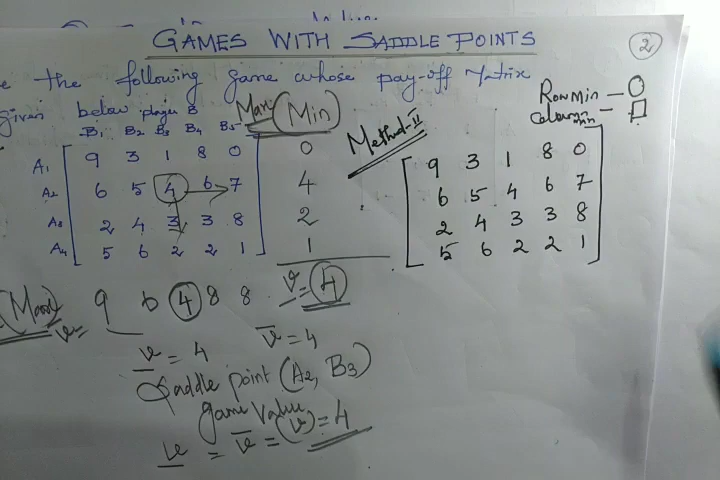 GAMES WITH SADDLE POINTS
2
the following game whose pay-off Matrix
given below player B
Max (Min)
B1 B2 B3 B4 B5
A1 9 3 1 8 0 0
A2 6 5 4 6 7 4
A3 2 4 3 3 8 2
A4 5 6 2 2 1 1
(Max) 9 6 4 8 8 v = 4
v = 4 v̅ = 4
Saddle point (A2, B3)
game value
v = v̅ = (v) = 4
Row Min — ○
— □
Method-II
9 3 1 8 0
6 5 4 6 7
2 4 3 3 8
5 6 2 2 1